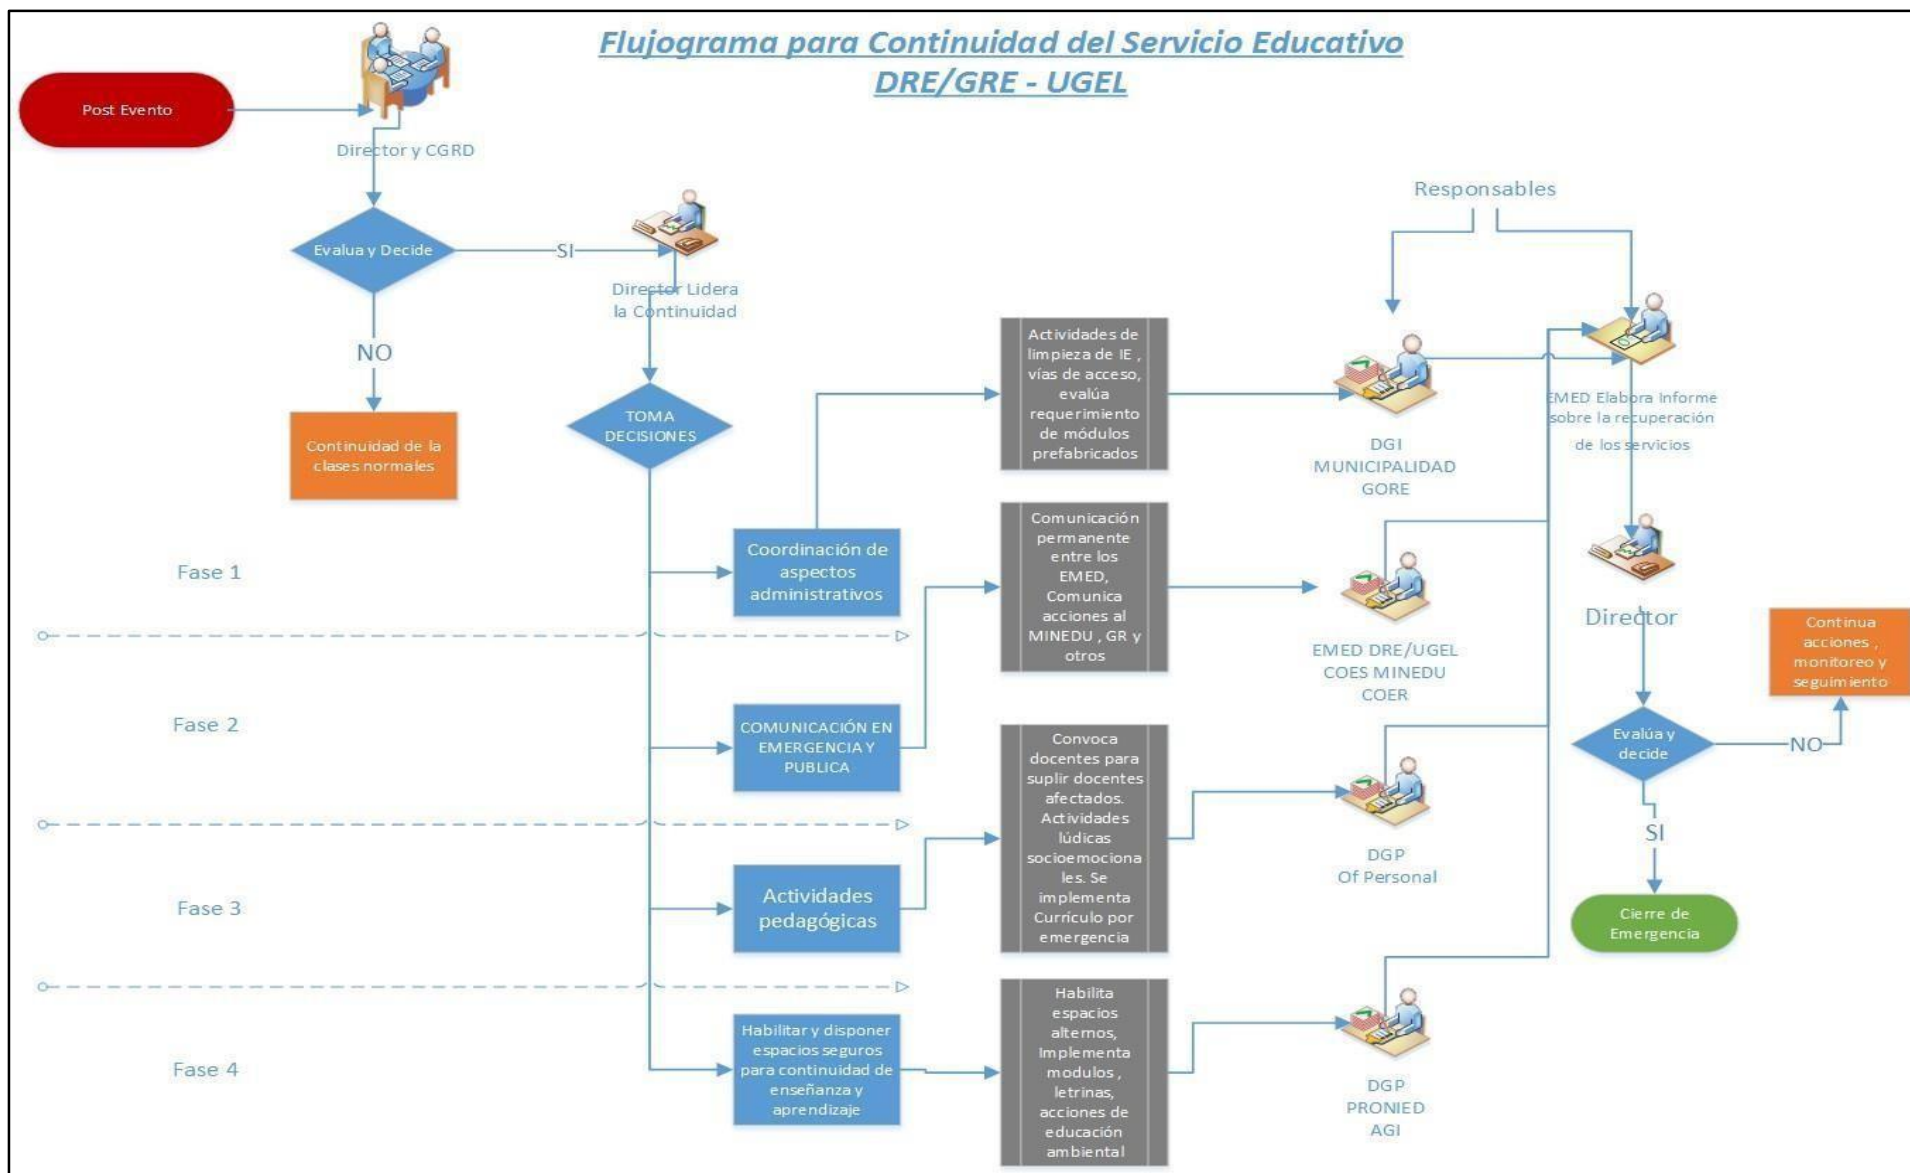 Flujograma para Continuidad del Servicio Educativo
DRE/GRE - UGEL
Post Evento
Director y CGRD
Evalua y Decide
SI
Director Lidera
la Continuidad
NO
Continuidad de la
clases normales
TOMA
DECISIONES
Responsables
Fase 1
Coordinación de
aspectos
administrativos
Actividades de
limpieza de IE ,
vías de acceso,
evalúa
requerimiento
de módulos
prefabricados
DGI
MUNICIPALIDAD
GORE
EMED Elabora Informe
sobre la recuperación
de los servicios
Fase 2
COMUNICACIÓN EN
EMERGENCIA Y
PUBLICA
Comunicación
permanente
entre los
EMED,
Comunica
acciones al
MINEDU , GR y
otros
EMED DRE/UGEL
COES MINEDU
COER
Director
Continua
acciones ,
monitoreo y
seguimiento
Evalúa y
decide
NO
SI
Cierre de
Emergencia
Fase 3
Actividades
pedagógicas
Convoca
docentes para
suplir docentes
afectados.
Actividades
lúdicas
socioemociona
les. Se
implementa
Currículo por
emergencia
DGP
Of Personal
Fase 4
Habilitar y disponer
espacios seguros
para continuidad de
enseñanza y
aprendizaje
Habilita
espacios
alternos,
Implementa
modulos ,
letrinas,
acciones de
educación
ambiental
DGP
PRONIED
AGI